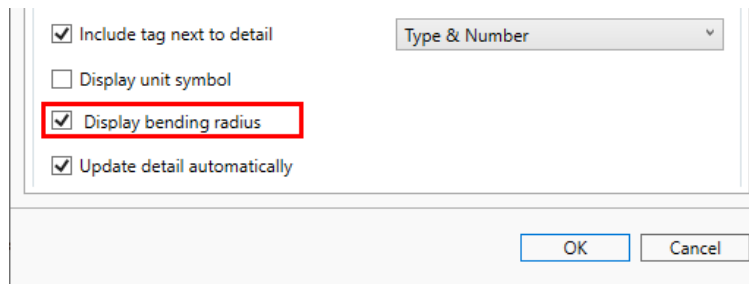 Include tag next to detail Type & Number
Display unit symbol
Display bending radius
Update detail automatically
OK Cancel